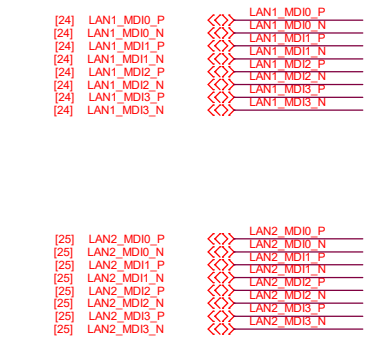 [24] LAN1_MDI0_P LAN1_MDI0_P
[24] LAN1_MDI0_N LAN1_MDI0_N
[24] LAN1_MDI1_P LAN1_MDI1_P
[24] LAN1_MDI1_N LAN1_MDI1_N
[24] LAN1_MDI2_P LAN1_MDI2_P
[24] LAN1_MDI2_N LAN1_MDI2_N
[24] LAN1_MDI3_P LAN1_MDI3_P
[24] LAN1_MDI3_N LAN1_MDI3_N
[25] LAN2_MDI0_P LAN2_MDI0_P
[25] LAN2_MDI0_N LAN2_MDI0_N
[25] LAN2_MDI1_P LAN2_MDI1_P
[25] LAN2_MDI1_N LAN2_MDI1_N
[25] LAN2_MDI2_P LAN2_MDI2_P
[25] LAN2_MDI2_N LAN2_MDI2_N
[25] LAN2_MDI3_P LAN2_MDI3_P
[25] LAN2_MDI3_N LAN2_MDI3_N